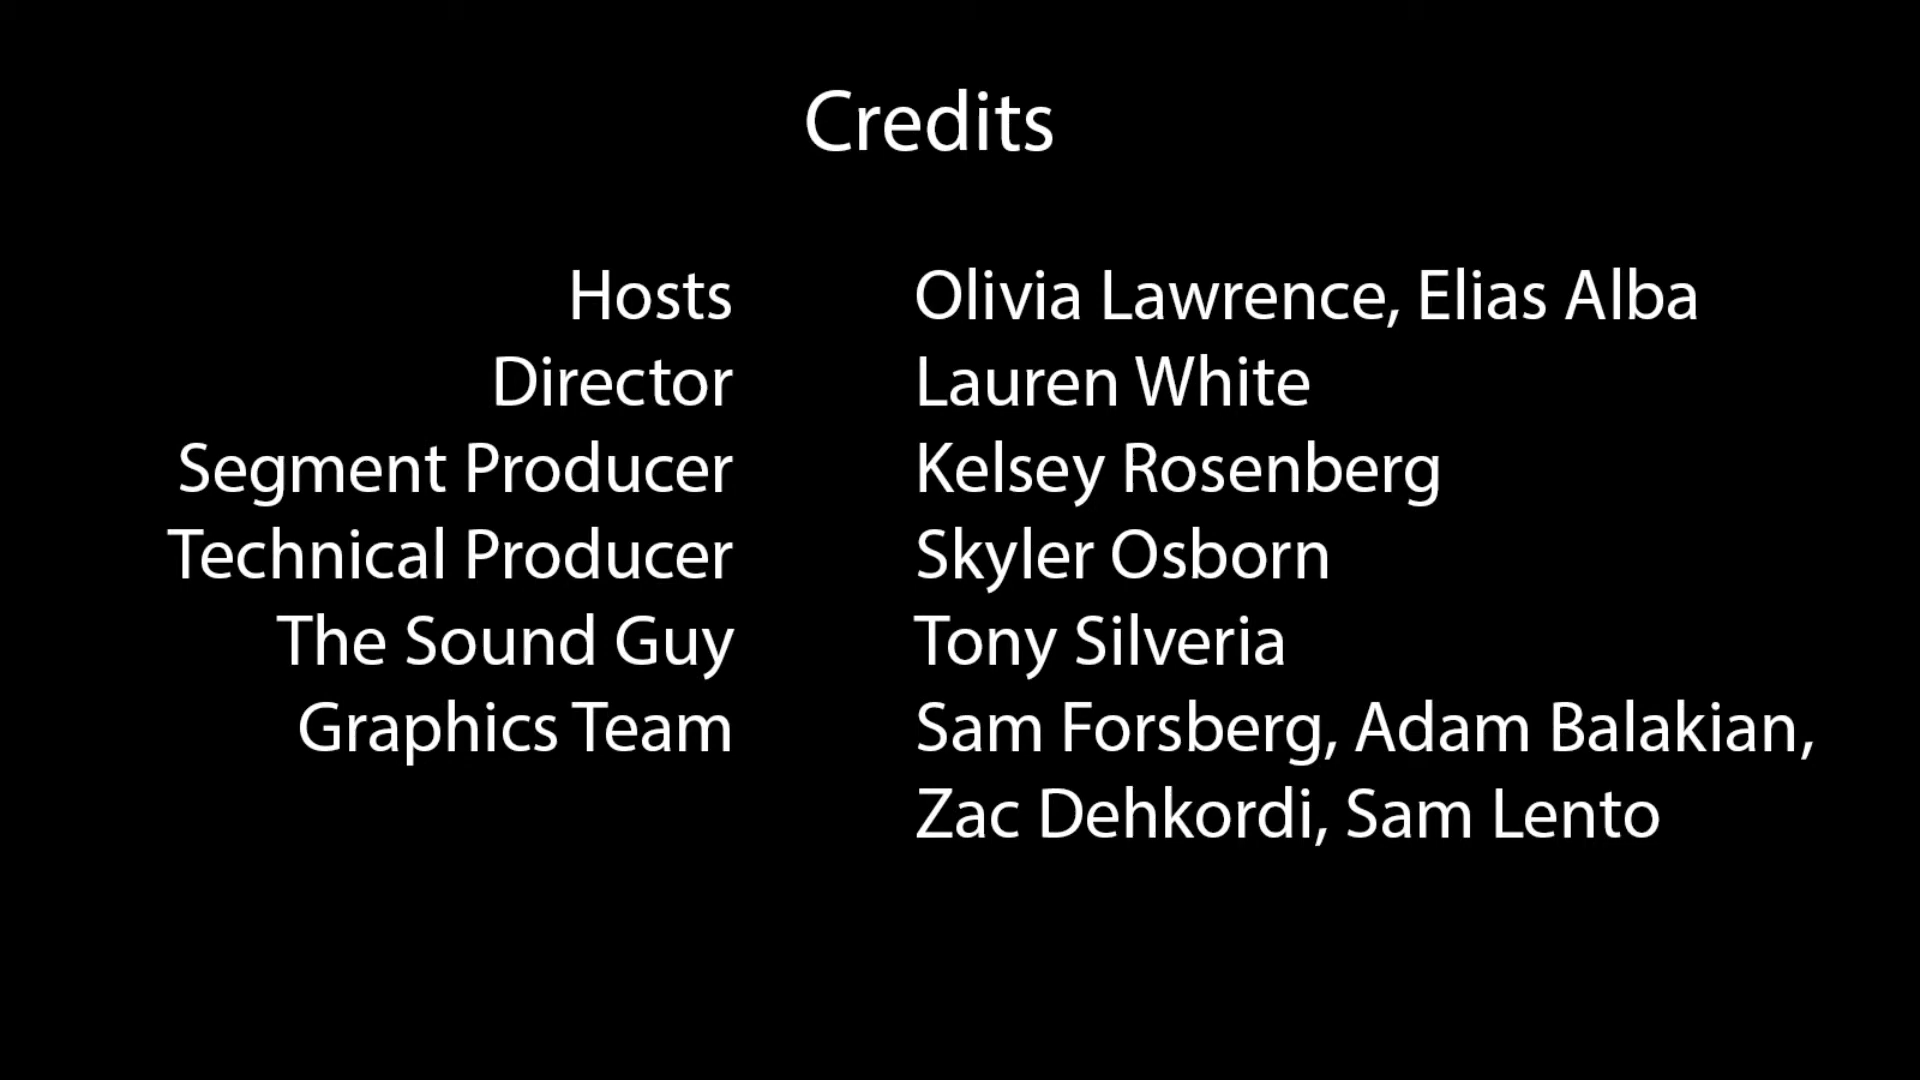 Credits
Hosts Olivia Lawrence, Elias Alba
Director Lauren White
Segment Producer Kelsey Rosenberg
Technical Producer Skyler Osborn
The Sound Guy Tony Silveria
Graphics Team Sam Forsberg, Adam Balakian,
Zac Dehkordi, Sam Lento